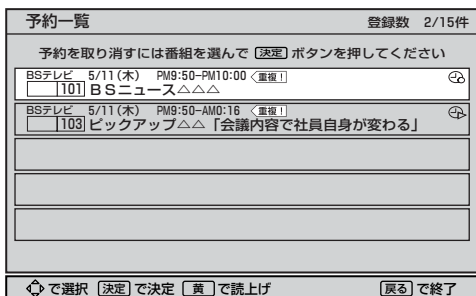 予約一覧 登録数 2/15件
予約を取り消すには番組を選んで 決定 ボタンを押してください
BSテレビ 5/11(木) PM9:50-PM10:00 重複!
101 BSニュース△△△
BSテレビ 5/11(木) PM9:50-AM0:16 重複!
103 ピックアップ△△「会議内容で社員自身が変わる」
で選択 決定 で決定 黄 で読上げ 戻る で終了